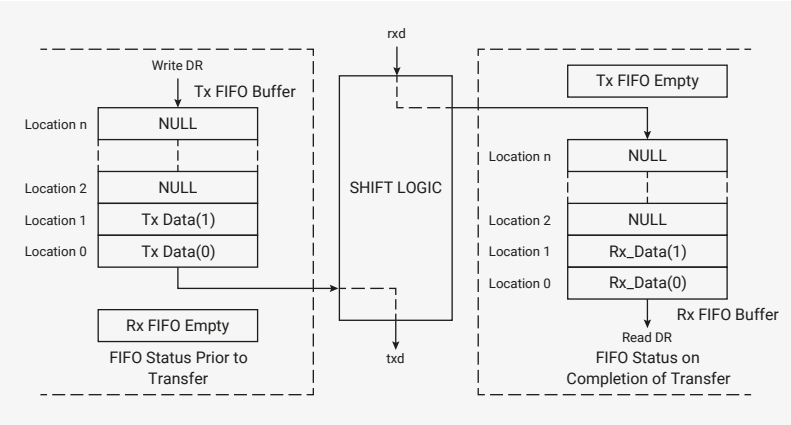 rxd
Write DR
Tx FIFO Buffer
Location n
NULL
Location 2
NULL
Location 1
Tx Data(1)
Location 0
Tx Data(0)
Rx FIFO Empty
FIFO Status Prior to
Transfer
SHIFT LOGIC
txd
Tx FIFO Empty
Location n
NULL
Location 2
NULL
Location 1
Rx_Data(1)
Location 0
Rx_Data(0)
Rx FIFO Buffer
Read DR
FIFO Status on
Completion of Transfer